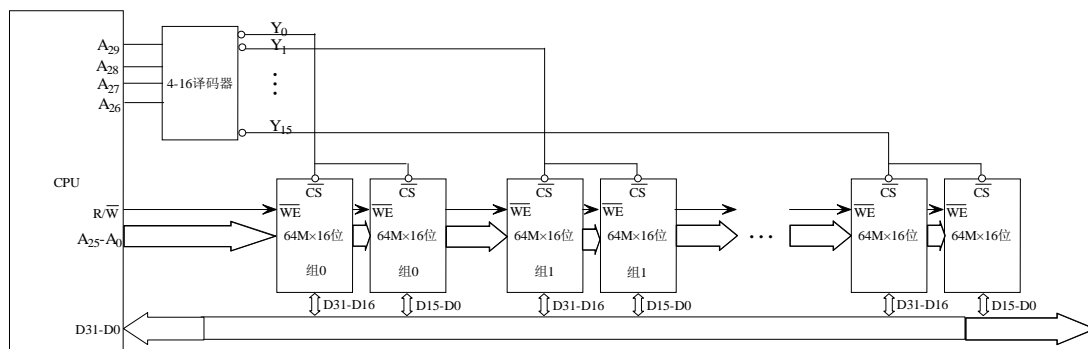 Y0
A29
Y1
A28
4-16译码器
A27
⋮
A26
Y15
CPU
CS CS CS CS CS CS
R/W WE WE WE WE WE WE
A25-A0 64M×16位 64M×16位 64M×16位 64M×16位 … 64M×16位 64M×16位
组0 组0 组1 组1
D31-D16 D15-D0 D31-D16 D15-D0 D31-D16 D15-D0
D31-D0